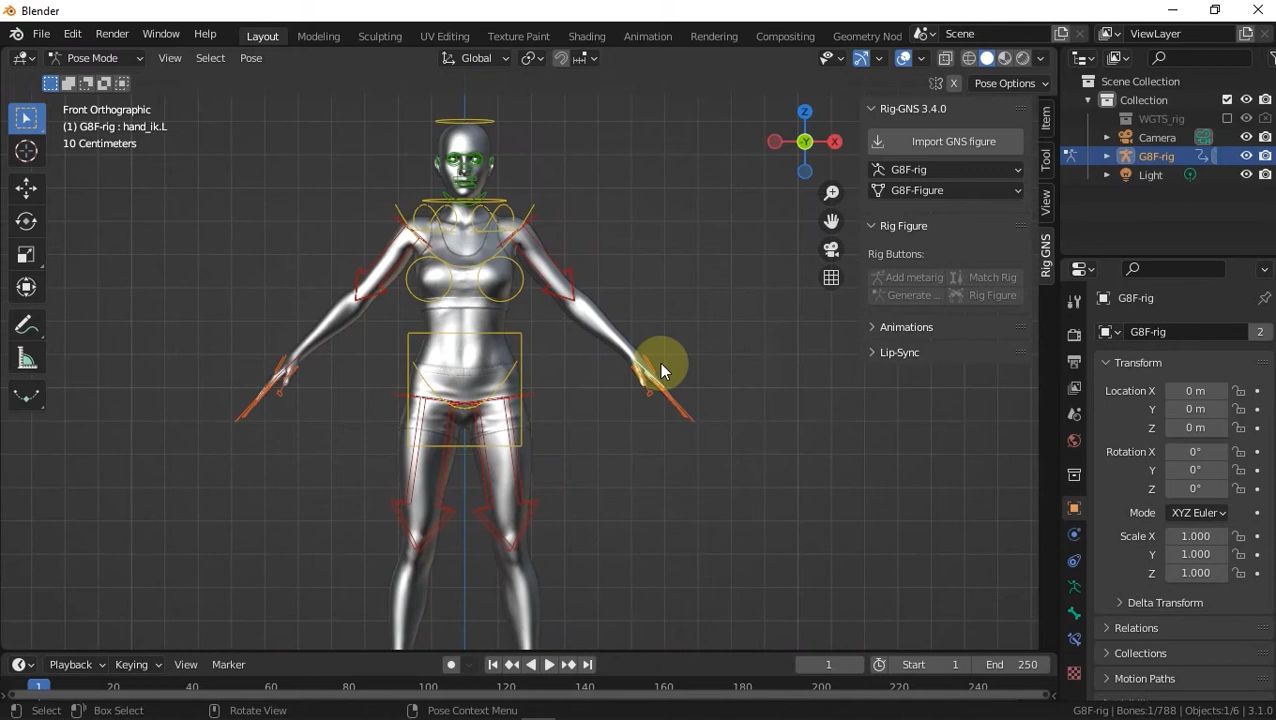 Blender
File Edit Render Window Help Layout Modeling Sculpting UV Editing Texture Paint Shading Animation Rendering Compositing Geometry Nod Scene ViewLayer
Pose Mode View Select Pose Global
X Pose Options
Front Orthographic
(1) G8F-rig : hand_ik.L
10 Centimeters
Z
X
Y
Rig-GNS 3.4.0
Import GNS figure
G8F-rig
G8F-Figure
Rig Figure
Rig Buttons:
Add metarig Match Rig
Generate ... Rig Figure
Animations
Lip-Sync
Item
Tool
View
Rig GNS
Scene Collection
Collection
WGTS_rig
Camera
G8F-rig
Light
G8F-rig
G8F-rig 2
Transform
Location X 0 m
Y 0 m
Z 0 m
Rotation X 0°
Y 0°
Z 0°
Mode XYZ Euler
Scale X 1.000
Y 1.000
Z 1.000
Delta Transform
Relations
Collections
Motion Paths
Playback Keying View Marker 1 Start 1 End 250
1 20 40 60 80 100 120 140 160 180 200 220 240
Select Box Select Rotate View Pose Context Menu G8F-rig | Bones:1/788 | Objects:1/6 | 3.1.0